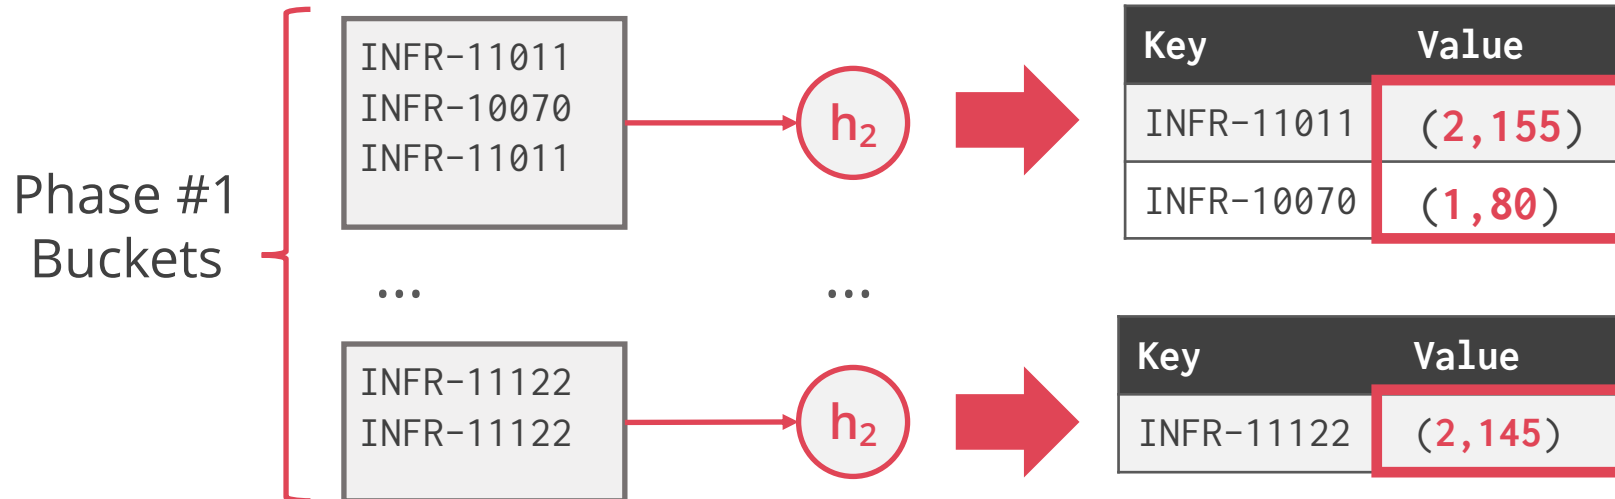 Phase #1
Buckets
INFR-11011
INFR-10070
INFR-11011
h₂
Key Value
INFR-11011 (2,155)
INFR-10070 (1,80)
...
...
INFR-11122
INFR-11122
h₂
Key Value
INFR-11122 (2,145)